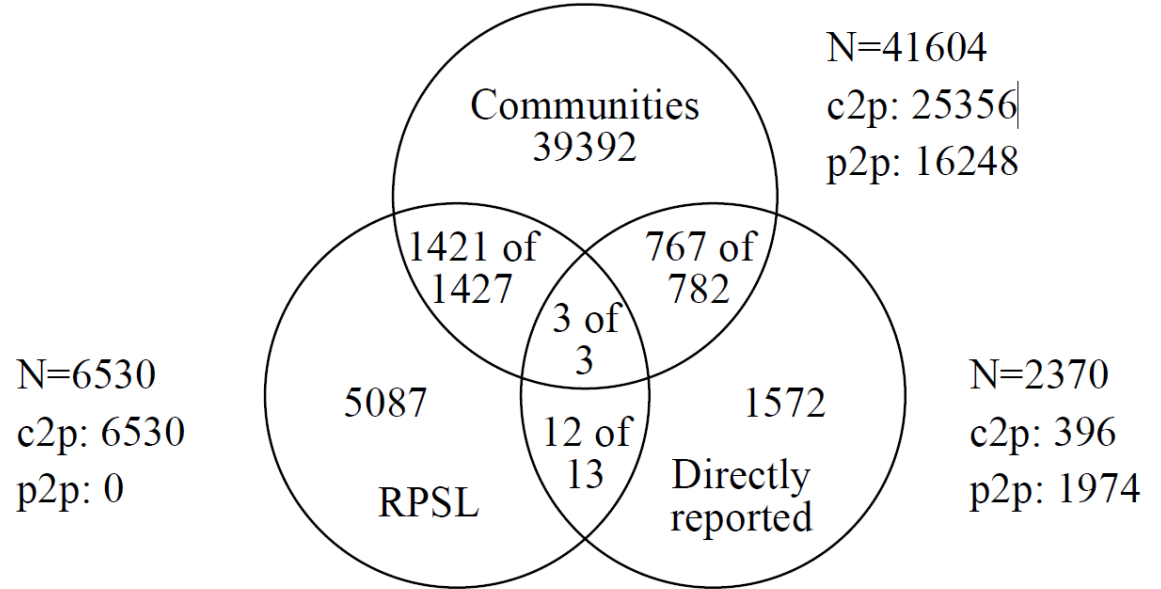 N=41604
c2p: 25356
p2p: 16248
Communities
39392
1421 of
1427
767 of
782
3 of
3
N=6530
c2p: 6530
p2p: 0
5087
RPSL
12 of
13
1572
Directly
reported
N=2370
c2p: 396
p2p: 1974